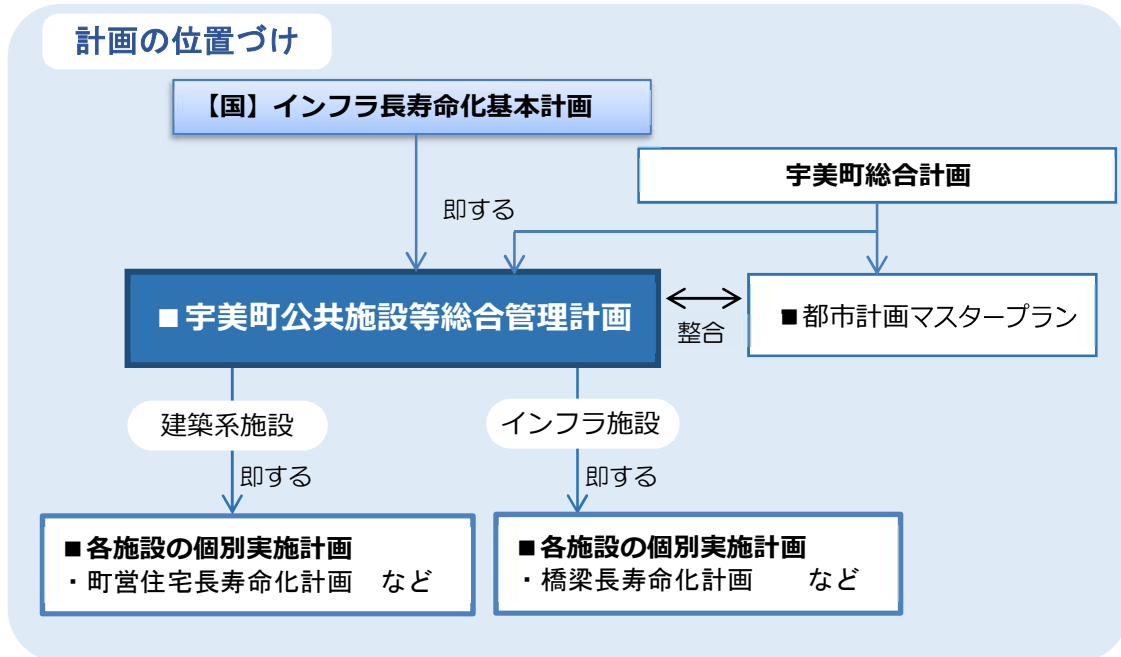 計画の位置づけ
【国】インフラ長寿命化基本計画
宇美町総合計画
即する
■宇美町公共施設等総合管理計画
整合
■都市計画マスタープラン
建築系施設
インフラ施設
即する
即する
■各施設の個別実施計画
・町営住宅長寿命化計画　など
■各施設の個別実施計画
・橋梁長寿命化計画　　など